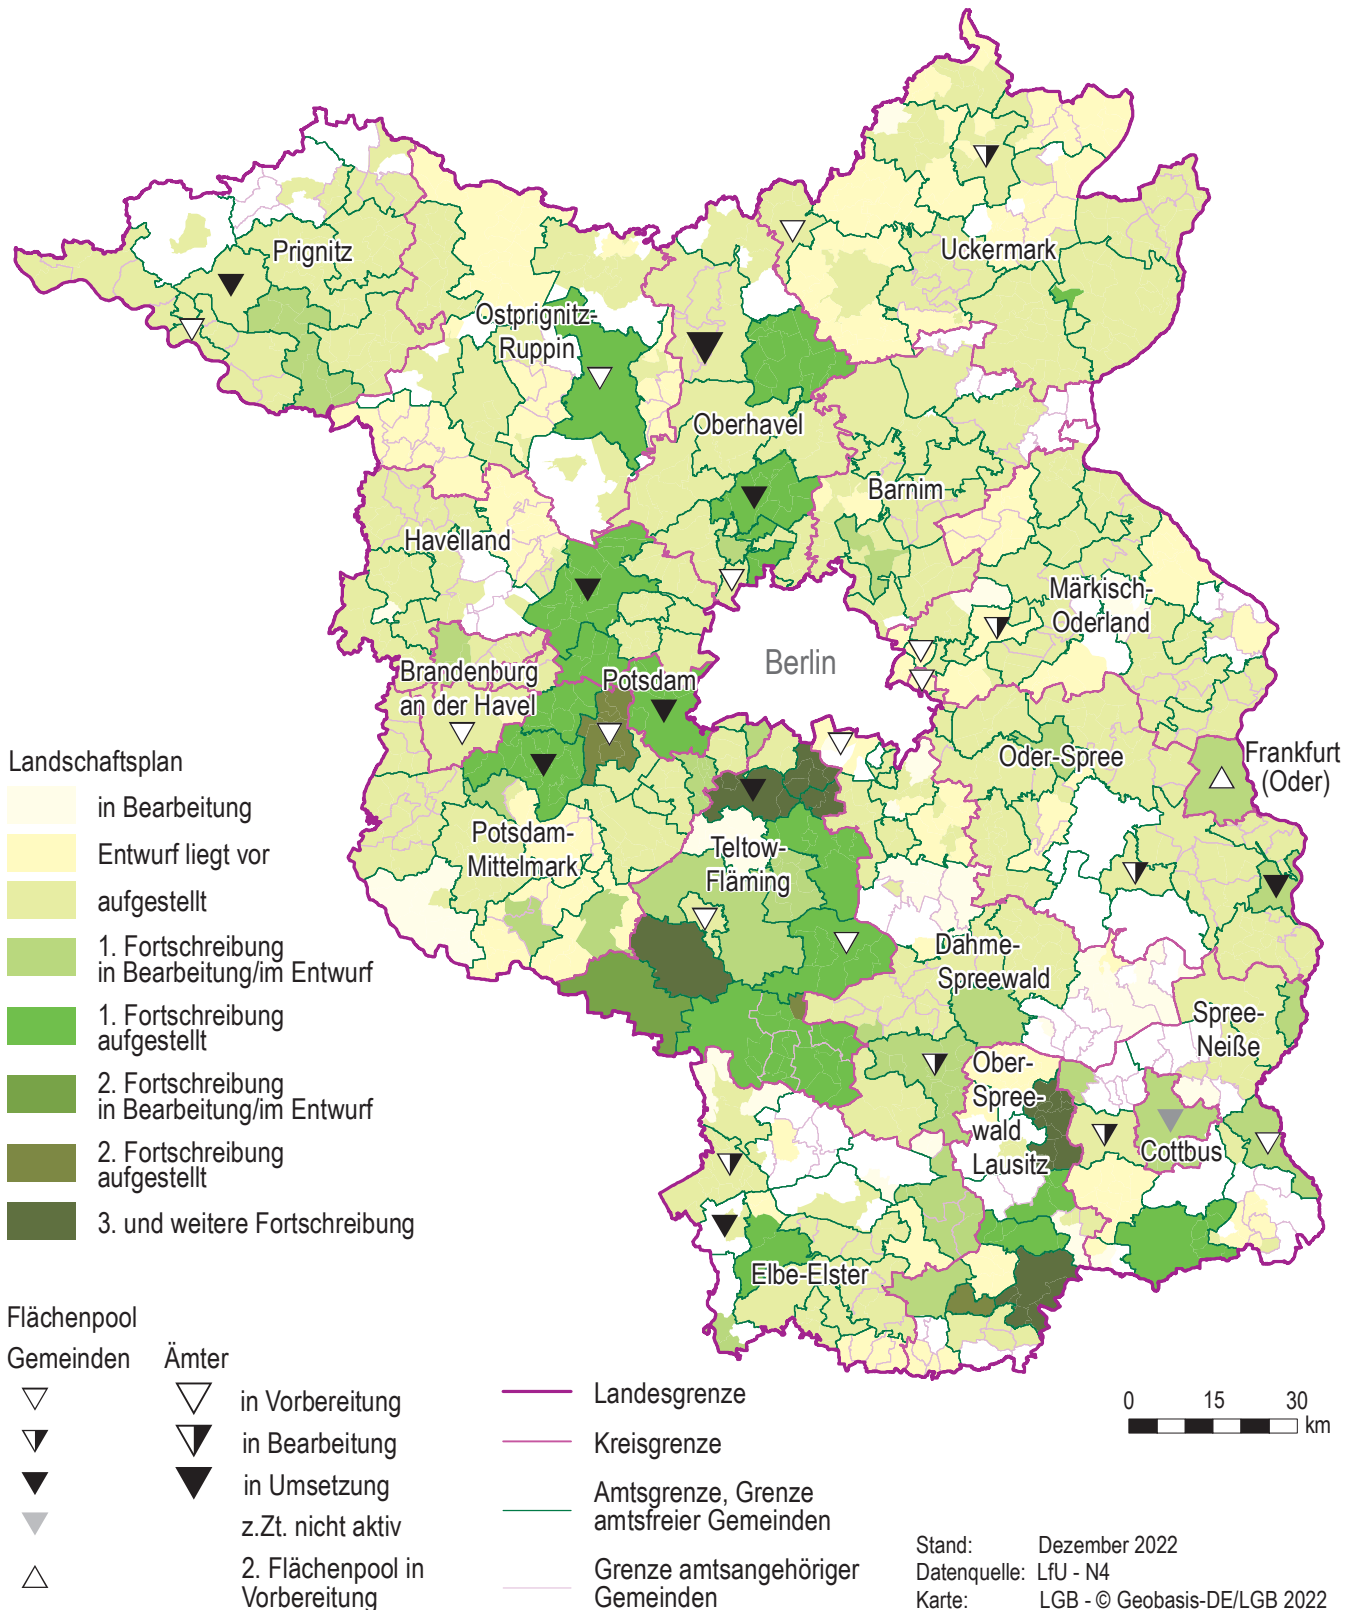 Prignitz
Uckermark
Ostprignitz-
Ruppin
Oberhavel
Barnim
Havelland
Märkisch-
Oderland
Berlin
Brandenburg
an der Havel
Potsdam
Oder-Spree
Frankfurt
(Oder)
Potsdam-
Mittelmark
Teltow-
Fläming
Dahme-
Spreewald
Spree-
Neiße
Ober-
Spree-
wald
Lausitz
Cottbus
Elbe-Elster
Landschaftsplan
in Bearbeitung
Entwurf liegt vor
aufgestellt
1. Fortschreibung
in Bearbeitung/im Entwurf
1. Fortschreibung
aufgestellt
2. Fortschreibung
in Bearbeitung/im Entwurf
2. Fortschreibung
aufgestellt
3. und weitere Fortschreibung
Flächenpool
Gemeinden Ämter
in Vorbereitung
in Bearbeitung
in Umsetzung
z.Zt. nicht aktiv
2. Flächenpool in
Vorbereitung
Landesgrenze
Kreisgrenze
Amtsgrenze, Grenze
amtsfreier Gemeinden
Grenze amtsangehöriger
Gemeinden
0 15 30
km
Stand: Dezember 2022
Datenquelle: LfU - N4
Karte: LGB - © Geobasis-DE/LGB 2022